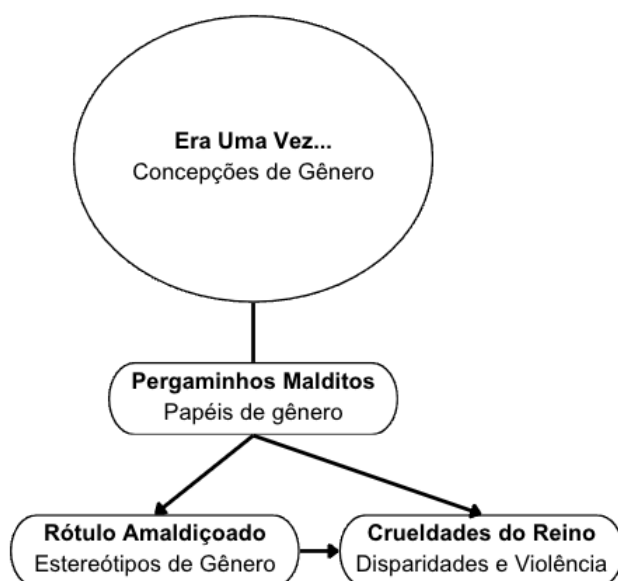 Era Uma Vez...
Concepções de Gênero
Pergaminhos Malditos
Papéis de gênero
Rótulo Amaldiçoado
Estereótipos de Gênero
Crueldades do Reino
Disparidades e Violência